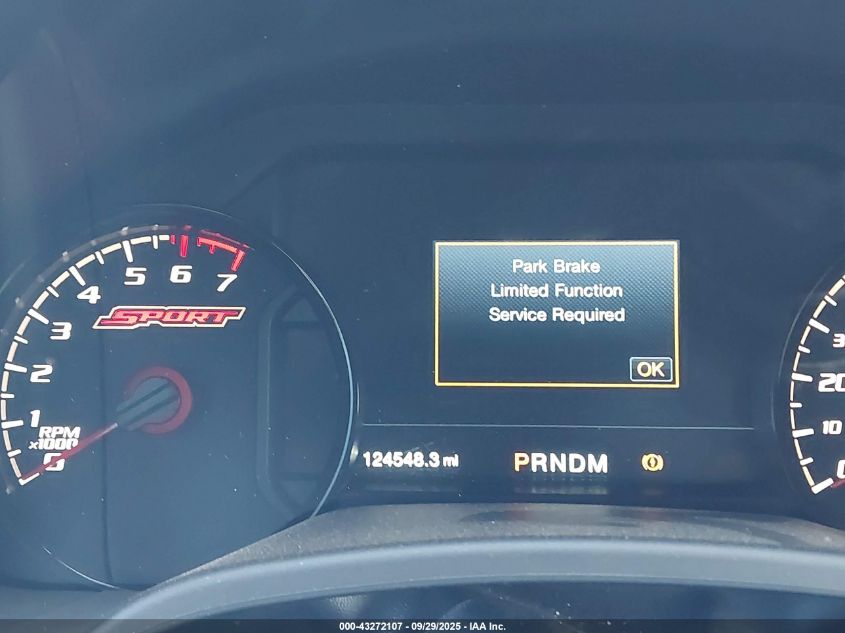 5 6 7
4
3
2
1
0
SPORT
RPM
x1000
Park Brake
Limited Function
Service Required
OK
124548.3 mi
PRNDM
20
10
000-43272107 - 09/29/2025 - IAA Inc.